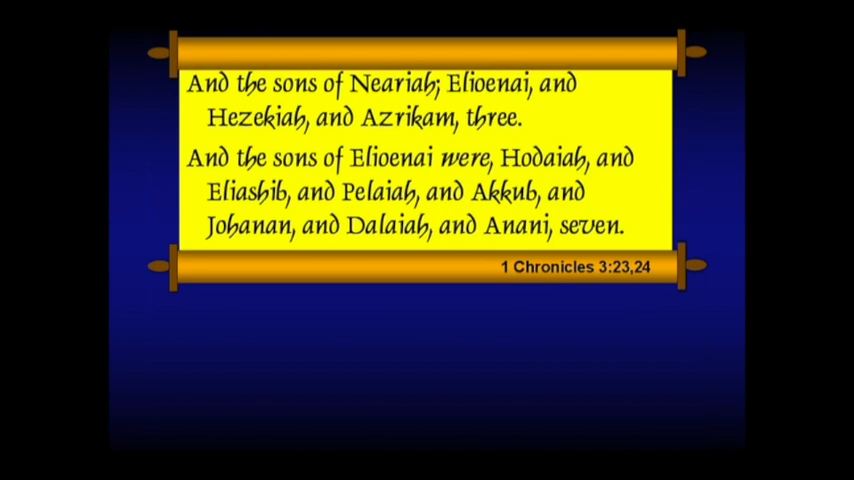 And the sons of Neariah; Elioenai, and
Hezekiah, and Azrikam, three.
And the sons of Elioenai were, Hodaiah, and
Eliashib, and Pelaiah, and Akkub, and
Johanan, and Dalaiah, and Anani, seven.
1 Chronicles 3:23,24